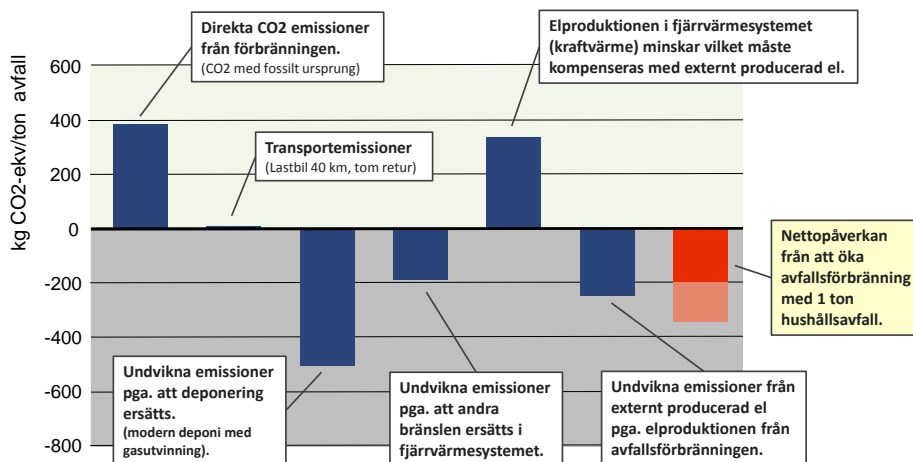 Direkta CO2 emissioner
från förbränningen.
(CO2 med fossilt ursprung)
Elproduktionen i fjärrvärmesystemet
(kraftvärme) minskar vilket måste
kompenseras med externt producerad el.
Transportemissioner
(Lastbil 40 km, tom retur)
kg CO2-ekv/ton avfall
600
400
200
0
-200
-400
-600
-800
Nettopåverkan
från att öka
avfallsförbränning
med 1 ton
hushållsavfall.
Undvikna emissioner
pga. att deponering
ersätts.
(modern deponi med
gasutvinning).
Undvikna emissioner
pga. att andra
bränslen ersätts i
fjärrvärmesystemet.
Undvikna emissioner från
externt producerad el
pga. elproduktionen från
avfallsförbränningen.